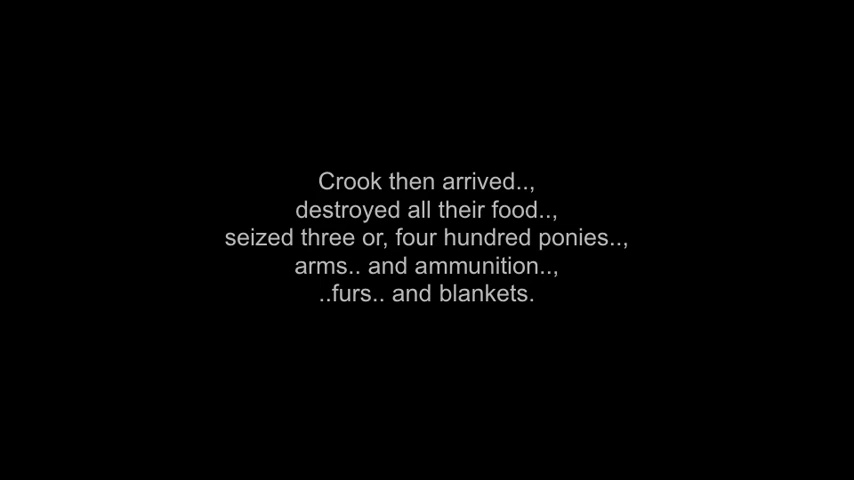 Crook then arrived..,
destroyed all their food..,
seized three or, four hundred ponies..,
arms.. and ammunition..,
..furs.. and blankets.